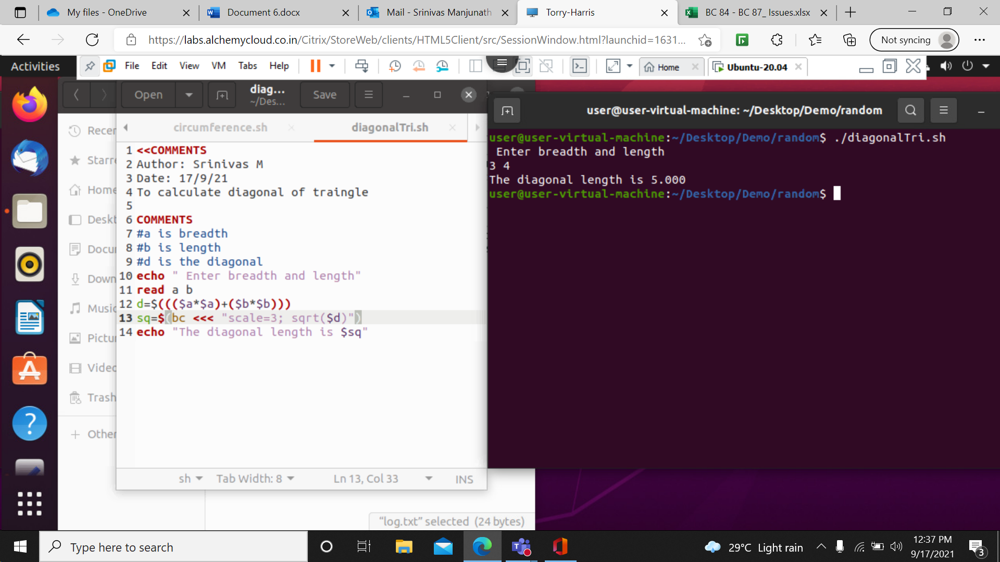 My files - OneDrive
Document 6.docx
Mail - Srinivas Manjunath
Torry-Harris
BC 84 - BC 87_ Issues.xlsx
https://labs.alchemycloud.co.in/Citrix/StoreWeb/clients/HTML5Client/src/SessionWindow.html?launchid=1631...
Not syncing
Activities
File Edit View VM Tabs Help
Home
Ubuntu-20.04
Open
diag...
~/Des...
Save
user@user-virtual-machine: ~/Desktop/Demo/random
circumference.sh
diagonalTri.sh
Recer
Starre
Home
Deskt
Docu
Down
Music
Pictu
Video
Trash
Other
1 <<COMMENTS
2 Author: Srinivas M
3 Date: 17/9/21
4 To calculate diagonal of traingle
5
6 COMMENTS
7 #a is breadth
8 #b is length
9 #d is the diagonal
10 echo " Enter breadth and length"
11 read a b
12 d=$((($a*$a)+($b*$b)))
13 sq=$(bc <<< "scale=3; sqrt($d)")
14 echo "The diagonal length is $sq"
user@user-virtual-machine:~/Desktop/Demo/random$ ./diagonalTri.sh
Enter breadth and length
3 4
The diagonal length is 5.000
user@user-virtual-machine:~/Desktop/Demo/random$
sh
Tab Width: 8
Ln 13, Col 33
INS
"log.txt" selected (24 bytes)
Type here to search
29°C Light rain
12:37 PM
9/17/2021
3